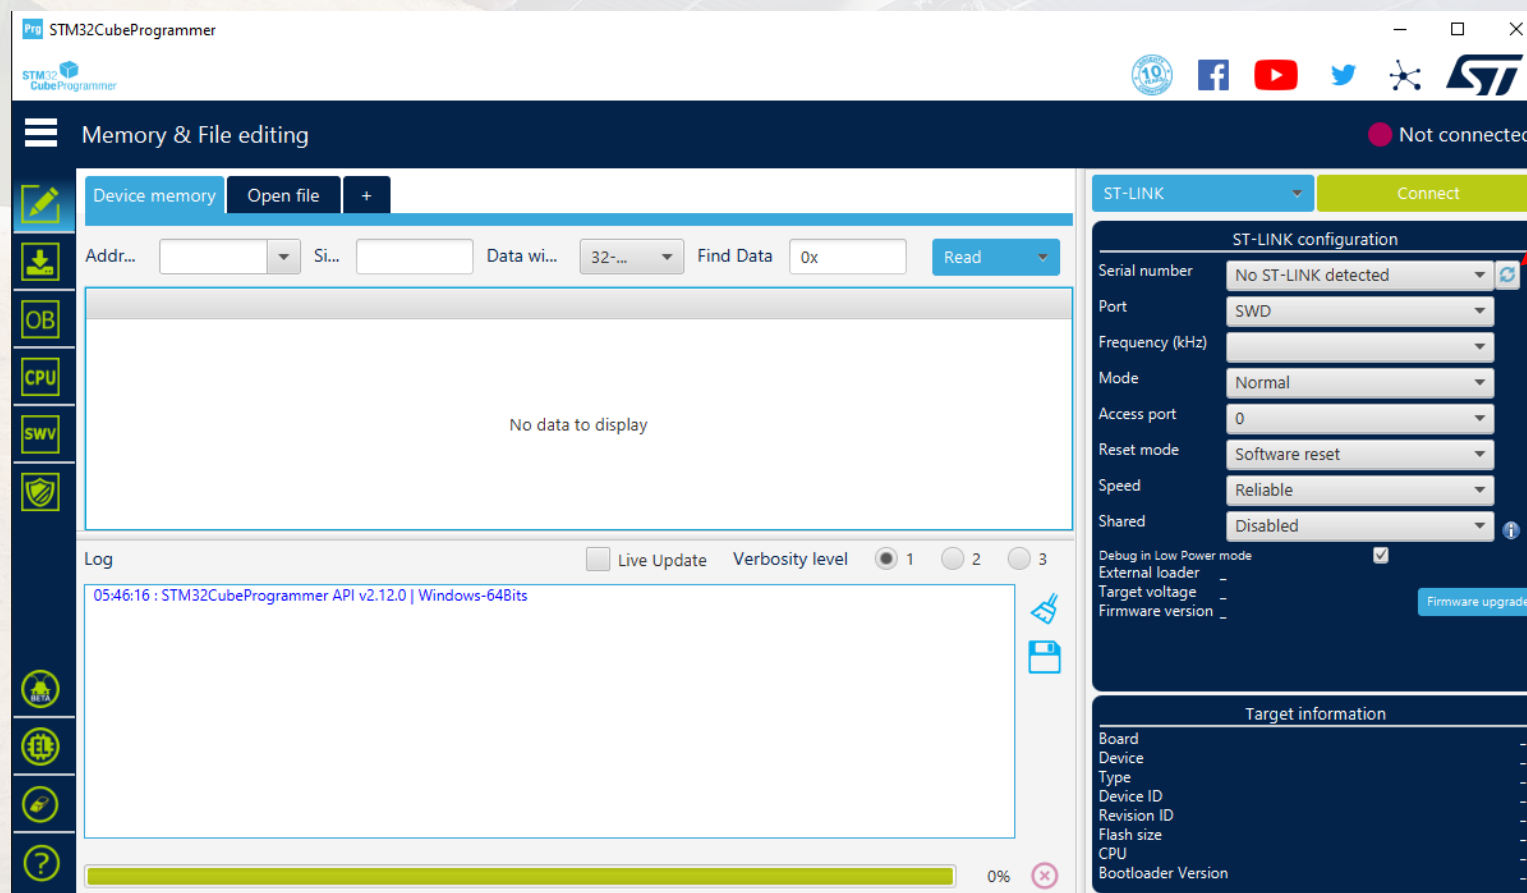 Prg STM32CubeProgrammer
STM32
CubeProgrammer
10
Memory & File editing
Not connected
Device memory
Open file
+
ST-LINK
Connect
Addr...
Si...
Data wi...
32-...
Find Data
0x
Read
ST-LINK configuration
Serial number
No ST-LINK detected
Port
SWD
Frequency (kHz)
Mode
Normal
Access port
0
Reset mode
Software reset
Speed
Reliable
Shared
Disabled
Debug in Low Power mode
External loader _
Target voltage _
Firmware version _
Firmware upgrade
OB
CPU
SWV
No data to display
Log
Live Update
Verbosity level
1
2
3
05:46:16 : STM32CubeProgrammer API v2.12.0 | Windows-64Bits
BETA
EL
?
0%
Target information
Board _
Device _
Type _
Device ID _
Revision ID _
Flash size _
CPU _
Bootloader Version _